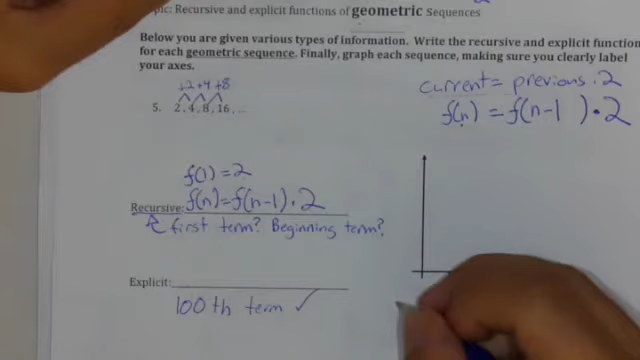 pic: Recursive and explicit functions of geometric Sequences
Below you are given various types of information. Write the recursive and explicit function
for each geometric sequence. Finally, graph each sequence, making sure you clearly label
your axes.
+2+4+8
5. 2,4,8,16,...
current= previous·2
f(n)=f(n-1 )·2
f(1)=2
Recursive: f(n)=f(n-1)·2
first term? Beginning term?
Explicit:
100th term ✓